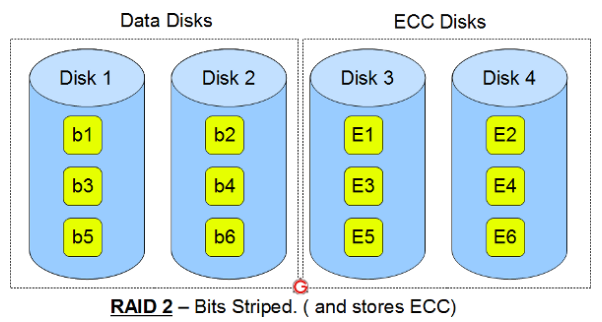 Data Disks ECC Disks
Disk 1 Disk 2 Disk 3 Disk 4
b1 b2 E1 E2
b3 b4 E3 E4
b5 b6 E5 E6
G
RAID 2 – Bits Striped. ( and stores ECC)